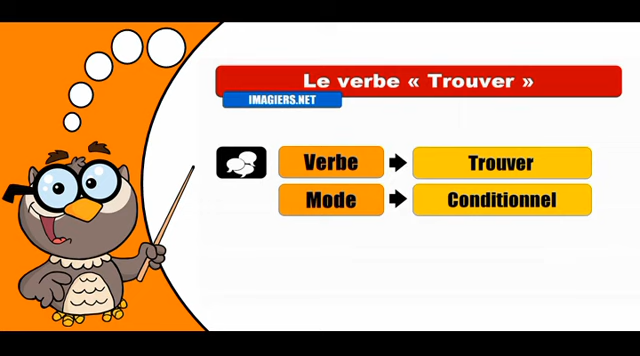 Le verbe « Trouver »
IMAGIERS.NET
Verbe Trouver
Mode Conditionnel